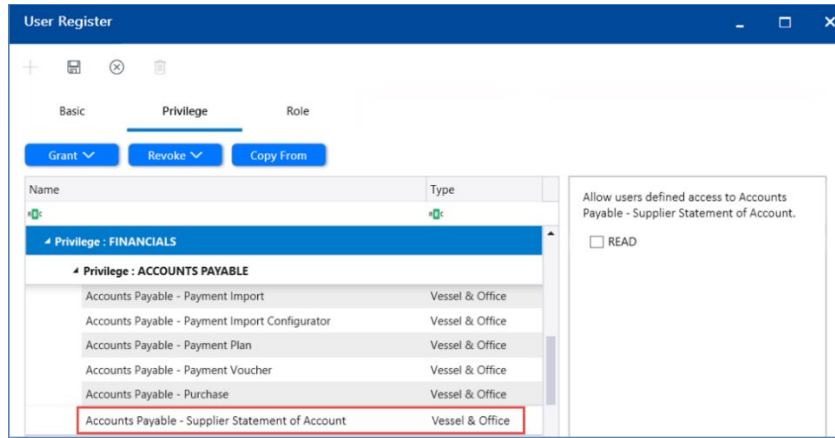 User Register
Basic Privilege Role
Grant Revoke Copy From
Name Type
Privilege : FINANCIALS
Privilege : ACCOUNTS PAYABLE
Accounts Payable - Payment Import Vessel & Office
Accounts Payable - Payment Import Configurator Vessel & Office
Accounts Payable - Payment Plan Vessel & Office
Accounts Payable - Payment Voucher Vessel & Office
Accounts Payable - Purchase Vessel & Office
Accounts Payable - Supplier Statement of Account Vessel & Office
Allow users defined access to Accounts
Payable - Supplier Statement of Account.
READ